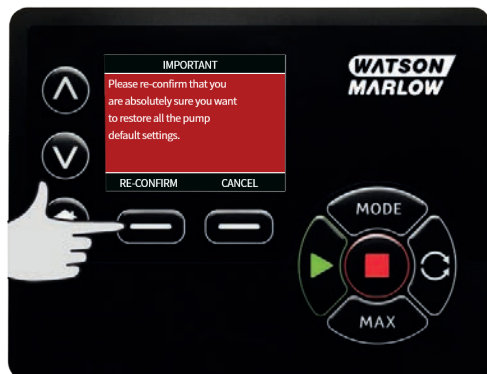 IMPORTANT
Please re-confirm that you
are absolutely sure you want
to restore all the pump
default settings.
RE-CONFIRM CANCEL
WATSON
MARLOW
MODE
MAX